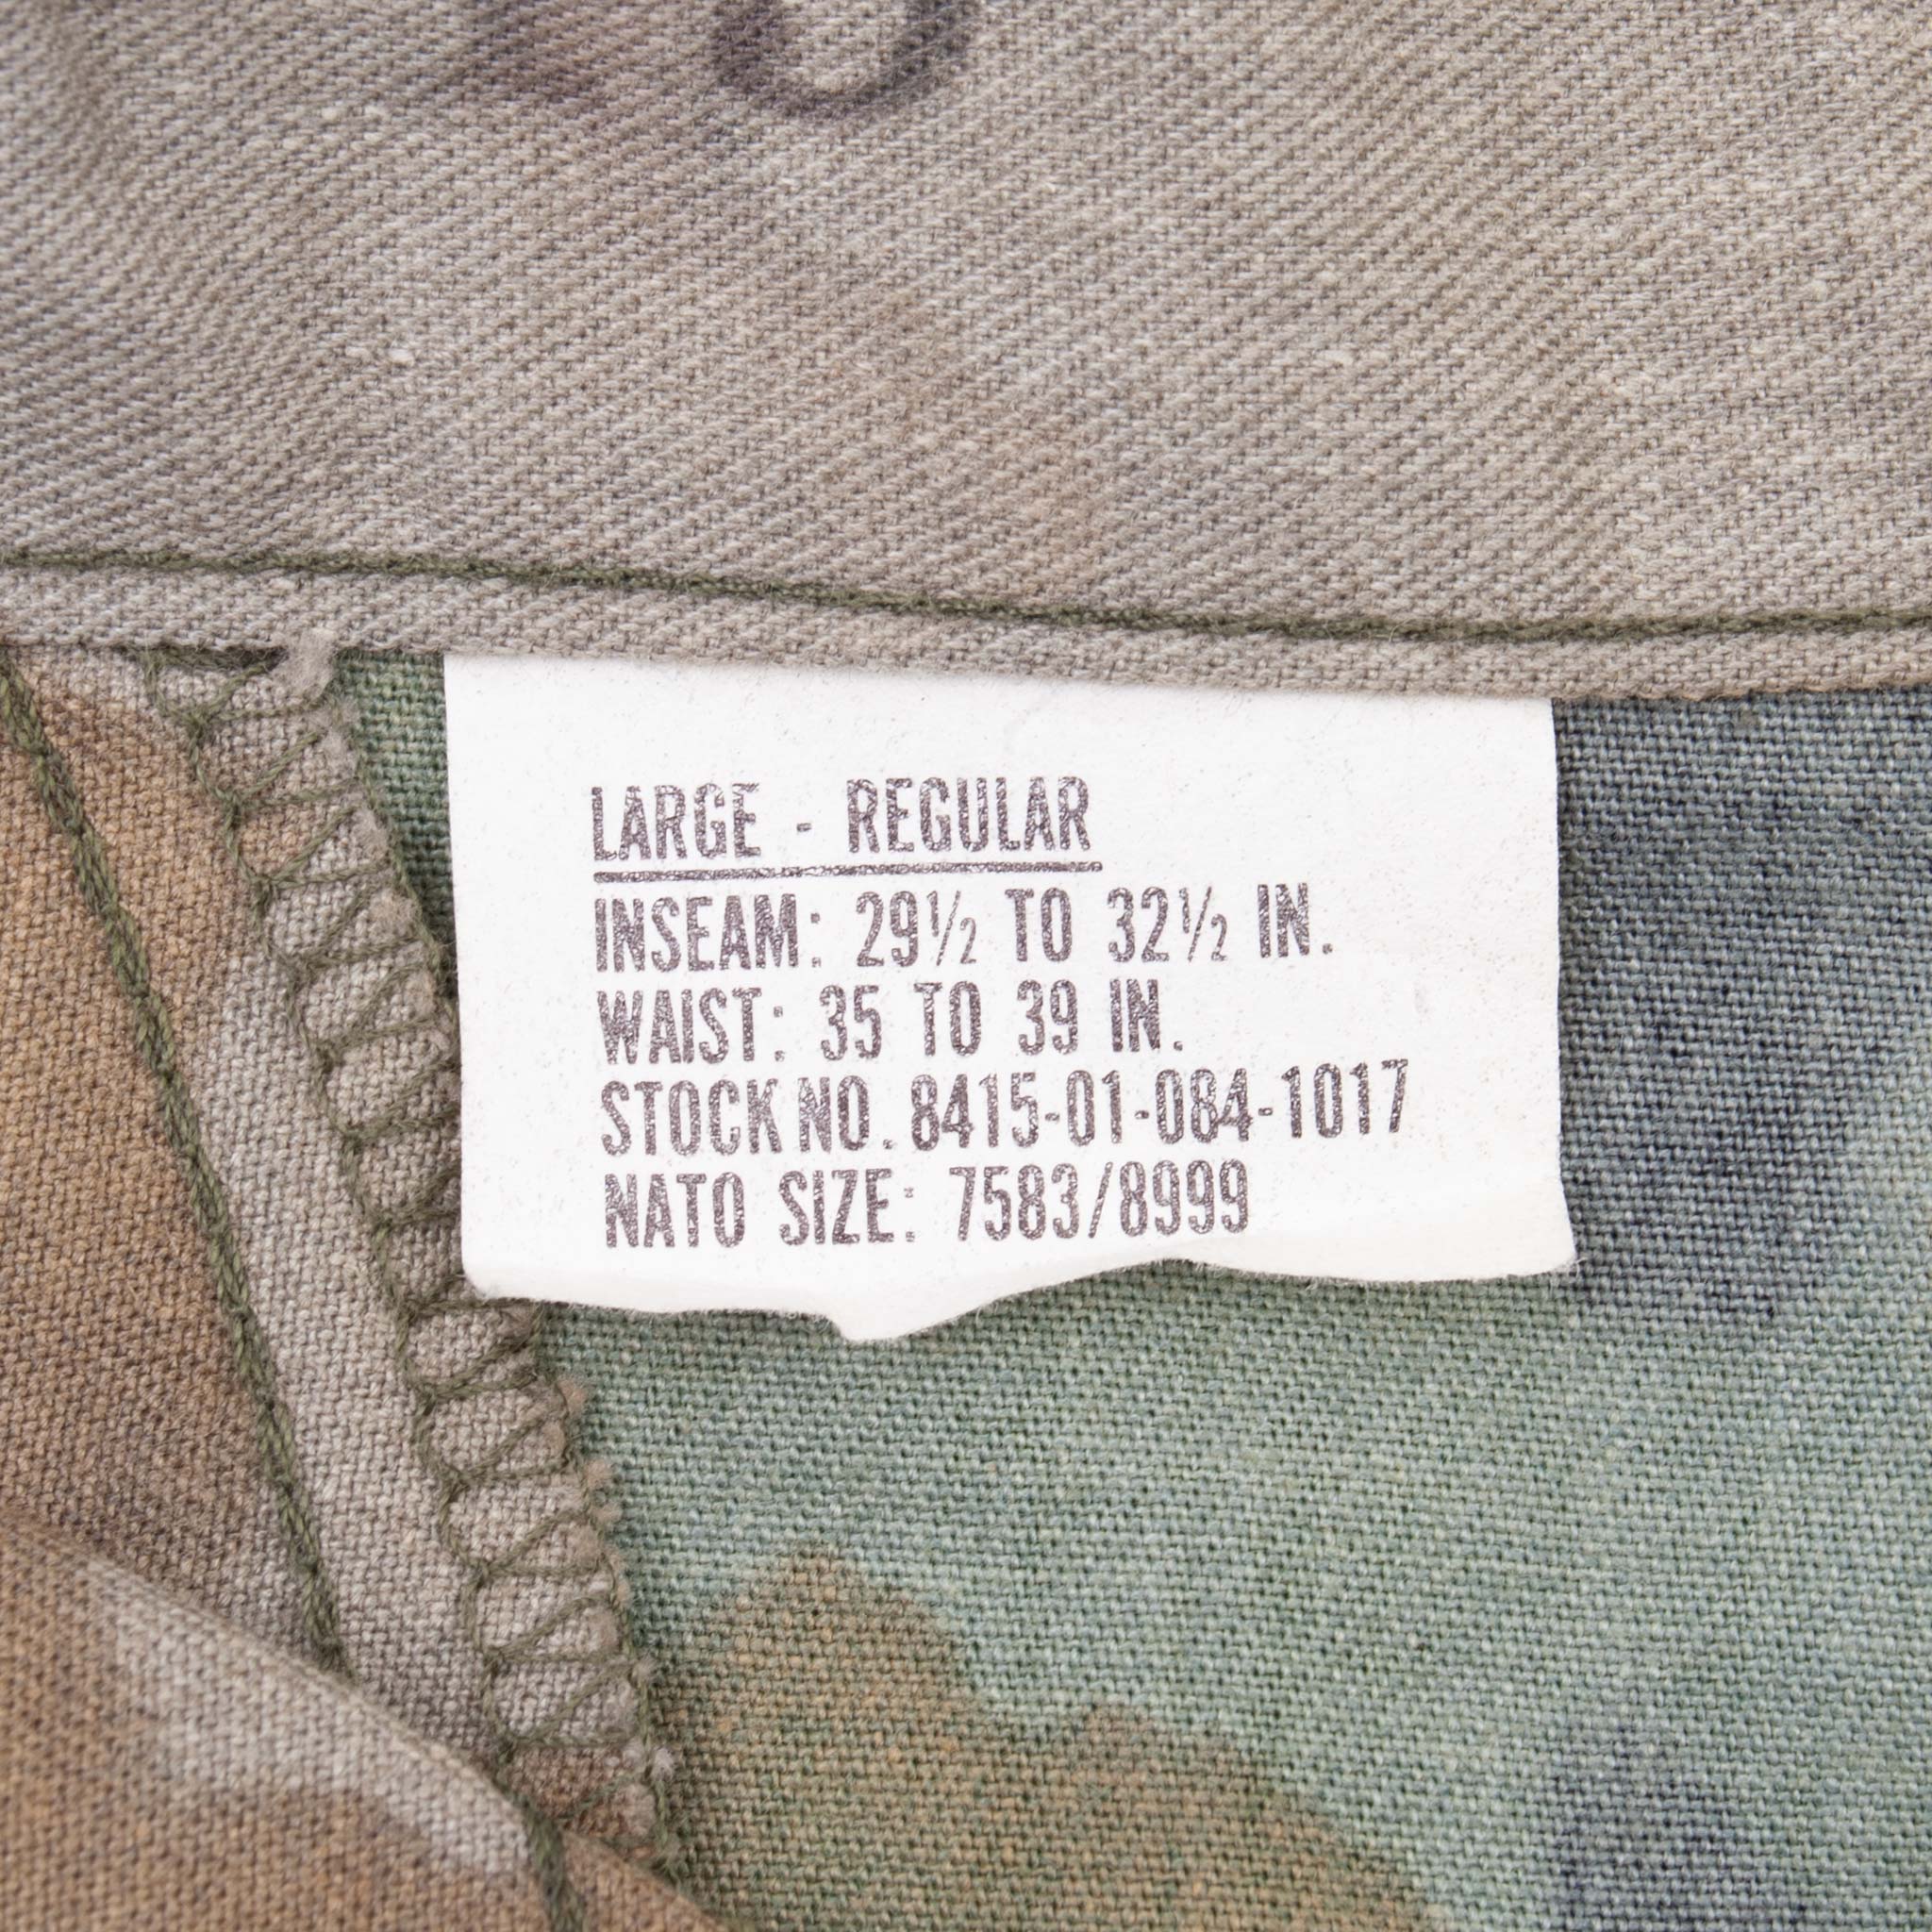 LARGE - REGULAR
INSEAM: 29½ TO 32½ IN.
WAIST: 35 TO 39 IN.
STOCK NO. 8415-01-084-1017
NATO SIZE: 7583/8999